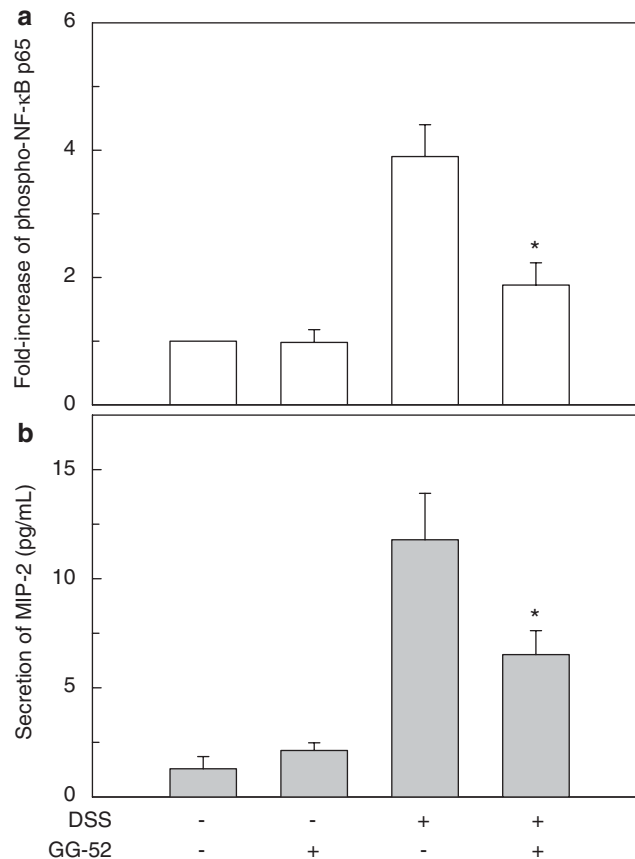 a
Fold-increase of phospho-NF-κB p65
6
4
2
0
*
b
Secretion of MIP-2 (pg/mL)
15
10
5
0
*
DSS - - + +
GG-52 - + - +